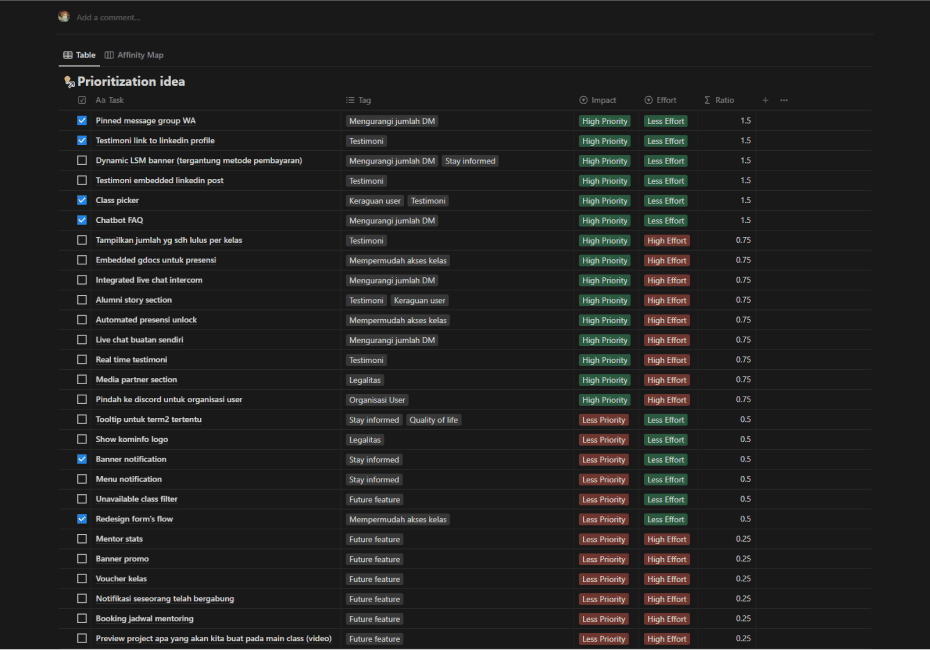 Add a comment...
Table Affinity Map
Prioritization idea
Aa Task Tag Impact Effort Σ Ratio + ...
Pinned message group WA Mengurangi jumlah DM High Priority Less Effort 1.5
Testimoni link to linkedin profile Testimoni High Priority Less Effort 1.5
Dynamic LSM banner (tergantung metode pembayaran) Mengurangi jumlah DM Stay informed High Priority Less Effort 1.5
Testimoni embedded linkedin post Testimoni High Priority Less Effort 1.5
Class picker Keraguan user Testimoni High Priority Less Effort 1.5
Chatbot FAQ Mengurangi jumlah DM High Priority Less Effort 1.5
Tampilkan jumlah yg sdh lulus per kelas Testimoni High Priority High Effort 0.75
Embedded gdocs untuk presensi Mempermudah akses kelas High Priority High Effort 0.75
Integrated live chat intercom Mengurangi jumlah DM High Priority High Effort 0.75
Alumni story section Testimoni Keraguan user High Priority High Effort 0.75
Automated presensi unlock Mempermudah akses kelas High Priority High Effort 0.75
Live chat buatan sendiri Mengurangi jumlah DM High Priority High Effort 0.75
Real time testimoni Testimoni High Priority High Effort 0.75
Media partner section Legalitas High Priority High Effort 0.75
Pindah ke discord untuk organisasi user Organisasi User High Priority High Effort 0.75
Tooltip untuk term2 tertentu Stay informed Quality of life Less Priority Less Effort 0.5
Show kominfo logo Legalitas Less Priority Less Effort 0.5
Banner notification Stay informed Less Priority Less Effort 0.5
Menu notification Stay informed Less Priority Less Effort 0.5
Unavailable class filter Future feature Less Priority Less Effort 0.5
Redesign form's flow Mempermudah akses kelas Less Priority Less Effort 0.5
Mentor stats Future feature Less Priority High Effort 0.25
Banner promo Future feature Less Priority High Effort 0.25
Voucher kelas Future feature Less Priority High Effort 0.25
Notifikasi seseorang telah bergabung Future feature Less Priority High Effort 0.25
Booking jadwal mentoring Future feature Less Priority High Effort 0.25
Preview project apa yang akan kita buat pada main class (video) Future feature Less Priority High Effort 0.25